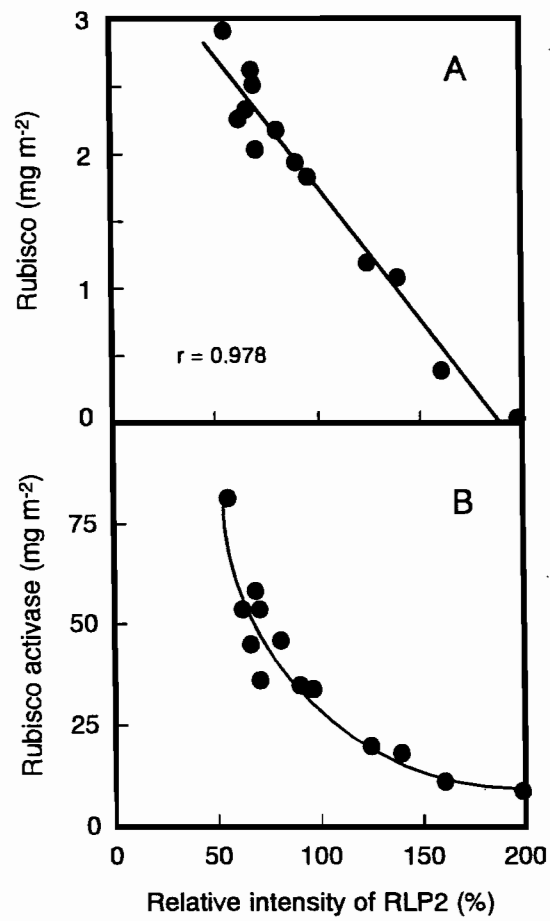 3
A
2
Rubisco (mg m-2)
1
r = 0.978
0
B
75
Rubisco activase (mg m-2)
50
25
0
0 50 100 150 200
Relative intensity of RLP2 (%)